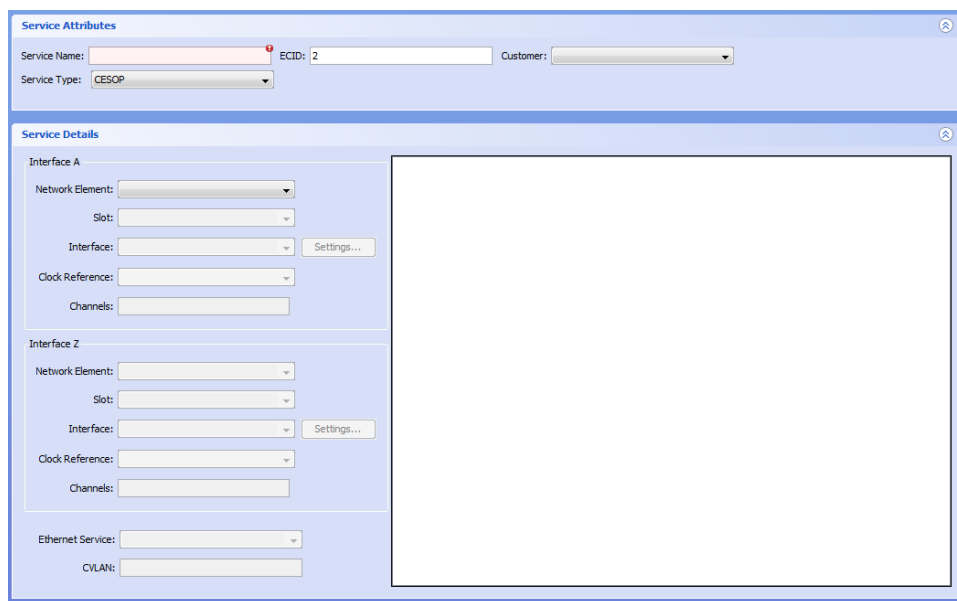 Service Attributes
Service Name: ECID: 2 Customer:
Service Type: CESOP
Service Details
Interface A
Network Element:
Slot:
Interface: Settings...
Clock Reference:
Channels:
Interface Z
Network Element:
Slot:
Interface: Settings...
Clock Reference:
Channels:
Ethernet Service:
CVLAN: